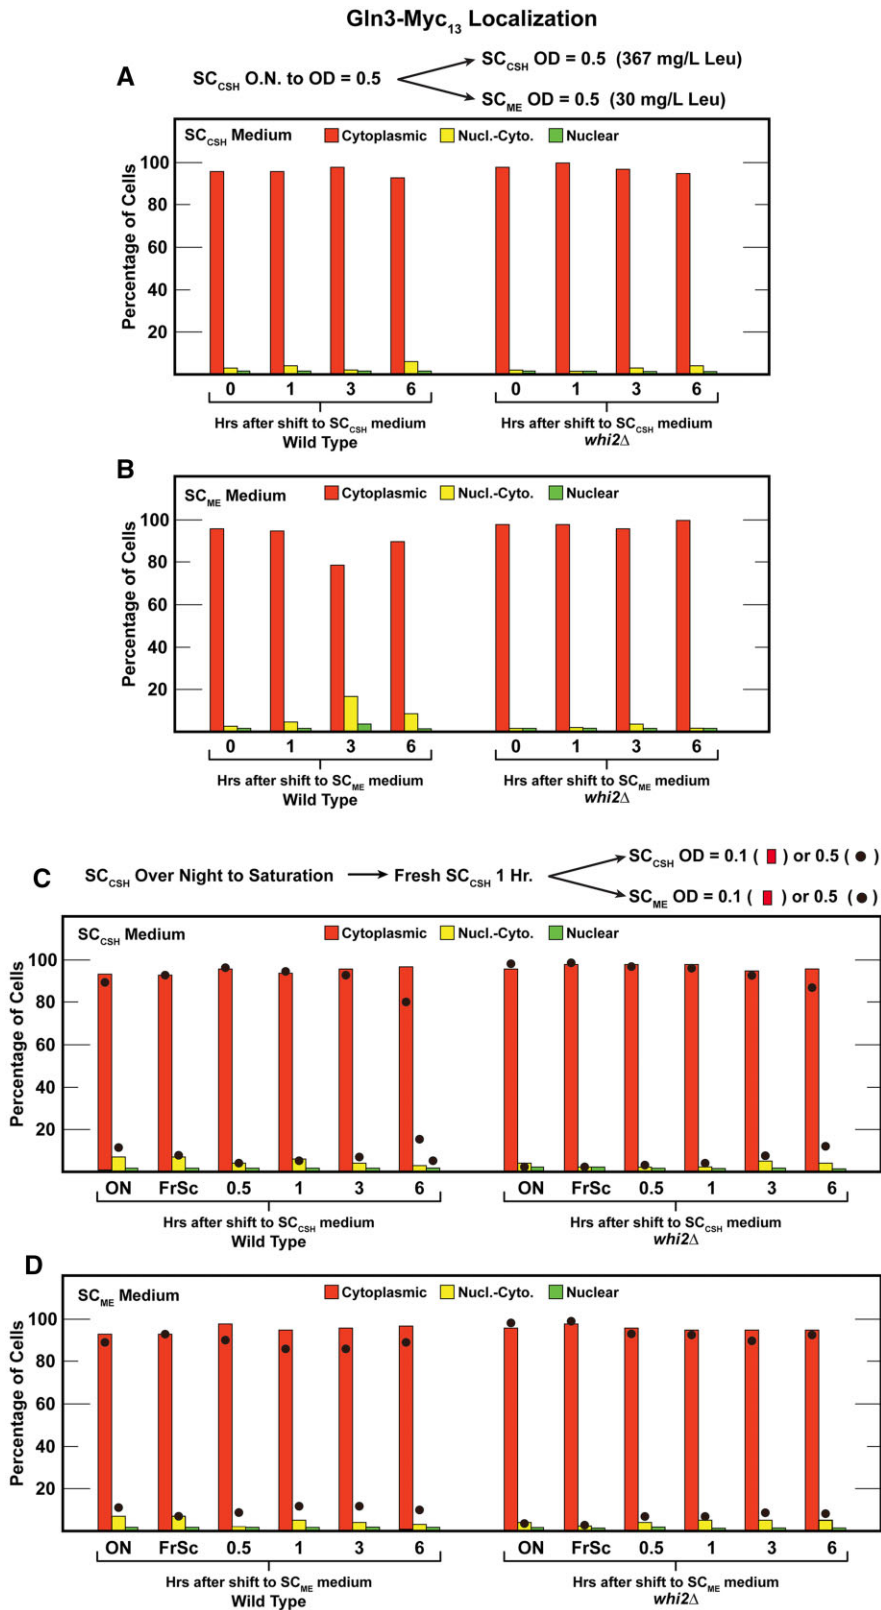 Gln3-Myc13 Localization
A
SCCSH O.N. to OD = 0.5
SCCSH OD = 0.5 (367 mg/L Leu)
SCME OD = 0.5 (30 mg/L Leu)
SCCSH Medium
Cytoplasmic Nucl.-Cyto. Nuclear
Percentage of Cells
100
80
60
40
20
0 1 3 6 0 1 3 6
Hrs after shift to SCCSH medium Hrs after shift to SCCSH medium
Wild Type whi2Δ
B
SCME Medium
Cytoplasmic Nucl.-Cyto. Nuclear
Percentage of Cells
100
80
60
40
20
0 1 3 6 0 1 3 6
Hrs after shift to SCME medium Hrs after shift to SCME medium
Wild Type whi2Δ
C
SCCSH Over Night to Saturation Fresh SCCSH 1 Hr.
SCCSH OD = 0.1 ( ) or 0.5 ( ● )
SCME OD = 0.1 ( ) or 0.5 ( ● )
SCCSH Medium
Cytoplasmic Nucl.-Cyto. Nuclear
Percentage of Cells
100
80
60
40
20
ON FrSc 0.5 1 3 6 ON FrSc 0.5 1 3 6
Hrs after shift to SCCSH medium Hrs after shift to SCCSH medium
Wild Type whi2Δ
D
SCME Medium
Cytoplasmic Nucl.-Cyto. Nuclear
Percentage of Cells
100
80
60
40
20
ON FrSc 0.5 1 3 6 ON FrSc 0.5 1 3 6
Hrs after shift to SCME medium Hrs after shift to SCME medium
Wild Type whi2Δ